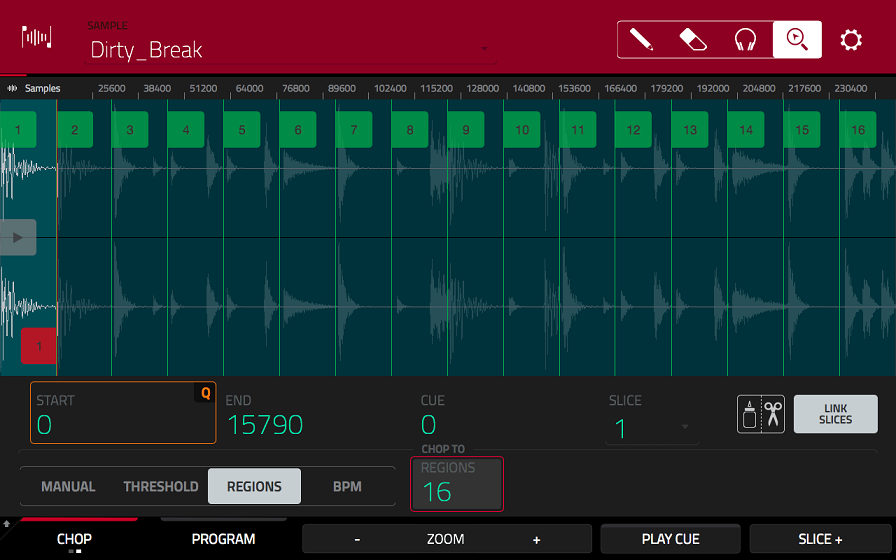 SAMPLE
Dirty_Break
Samples 25600 38400 51200 64000 76800 89600 102400 115200 128000 140800 153600 166400 179200 192000 204800 217600 230400
1 2 3 4 5 6 7 8 9 10 11 12 13 14 15 16
1
START Q END CUE SLICE
0 15790 0 1
LINK
SLICES
CHOP TO
MANUAL THRESHOLD REGIONS BPM
REGIONS
16
CHOP PROGRAM - ZOOM + PLAY CUE SLICE +